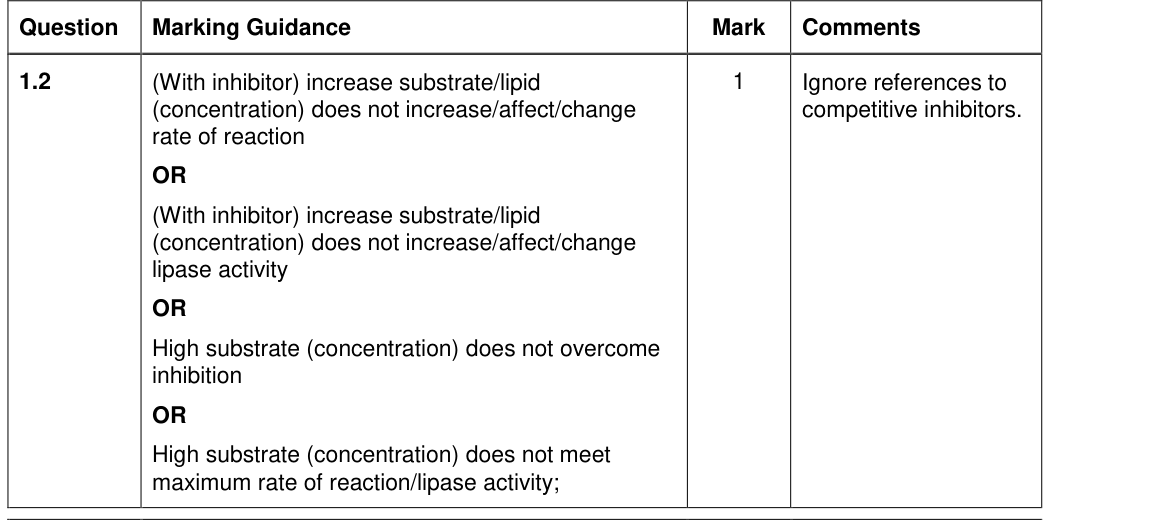 Question Marking Guidance Mark Comments
1.2 (With inhibitor) increase substrate/lipid 1 Ignore references to
(concentration) does not increase/affect/change competitive inhibitors.
rate of reaction
OR
(With inhibitor) increase substrate/lipid
(concentration) does not increase/affect/change
lipase activity
OR
High substrate (concentration) does not overcome
inhibition
OR
High substrate (concentration) does not meet
maximum rate of reaction/lipase activity;